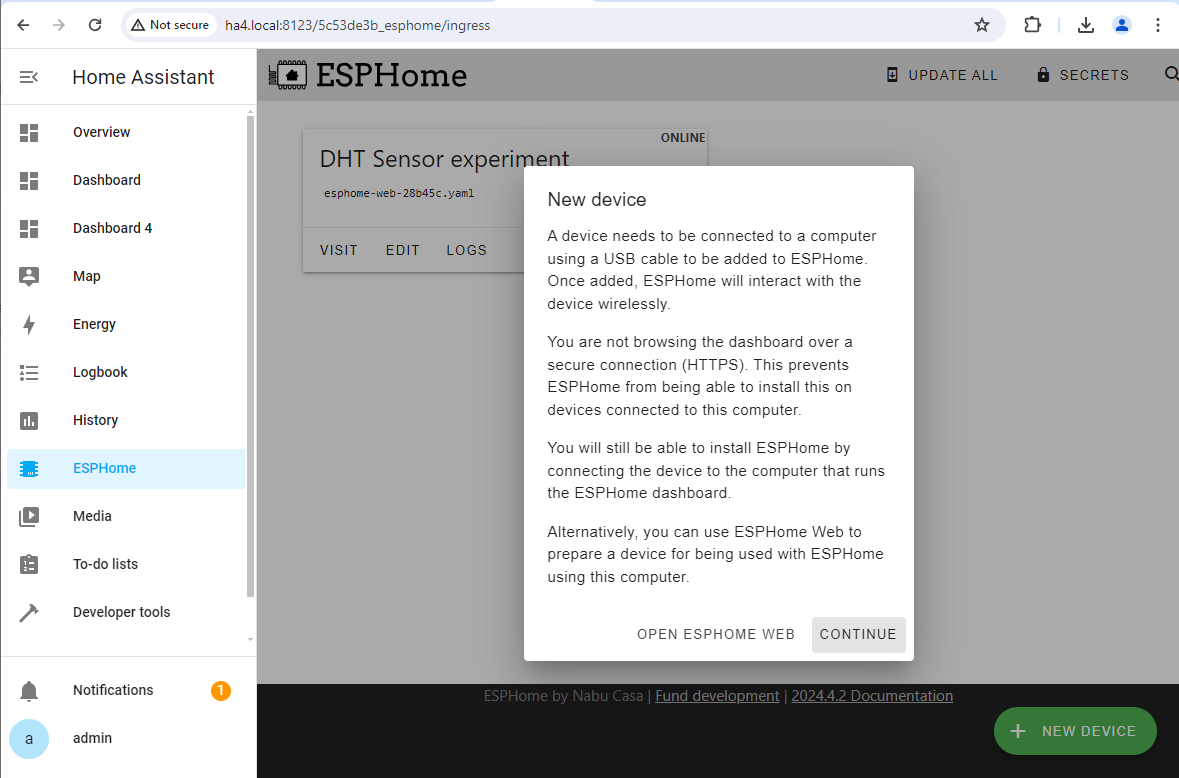 Not secure ha4.local:8123/5c53de3b_esphome/ingress
Home Assistant
ESPHome
UPDATE ALL
SECRETS
Overview
Dashboard
Dashboard 4
Map
Energy
Logbook
History
ESPHome
Media
To-do lists
Developer tools
Notifications
1
a
admin
ONLINE
DHT Sensor experiment
esphome-web-28b45c.yaml
VISIT EDIT LOGS
New device
A device needs to be connected to a computer
using a USB cable to be added to ESPHome.
Once added, ESPHome will interact with the
device wirelessly.
You are not browsing the dashboard over a
secure connection (HTTPS). This prevents
ESPHome from being able to install this on
devices connected to this computer.
You will still be able to install ESPHome by
connecting the device to the computer that runs
the ESPHome dashboard.
Alternatively, you can use ESPHome Web to
prepare a device for being used with ESPHome
using this computer.
OPEN ESPHOME WEB CONTINUE
ESPHome by Nabu Casa | Fund development | 2024.4.2 Documentation
NEW DEVICE